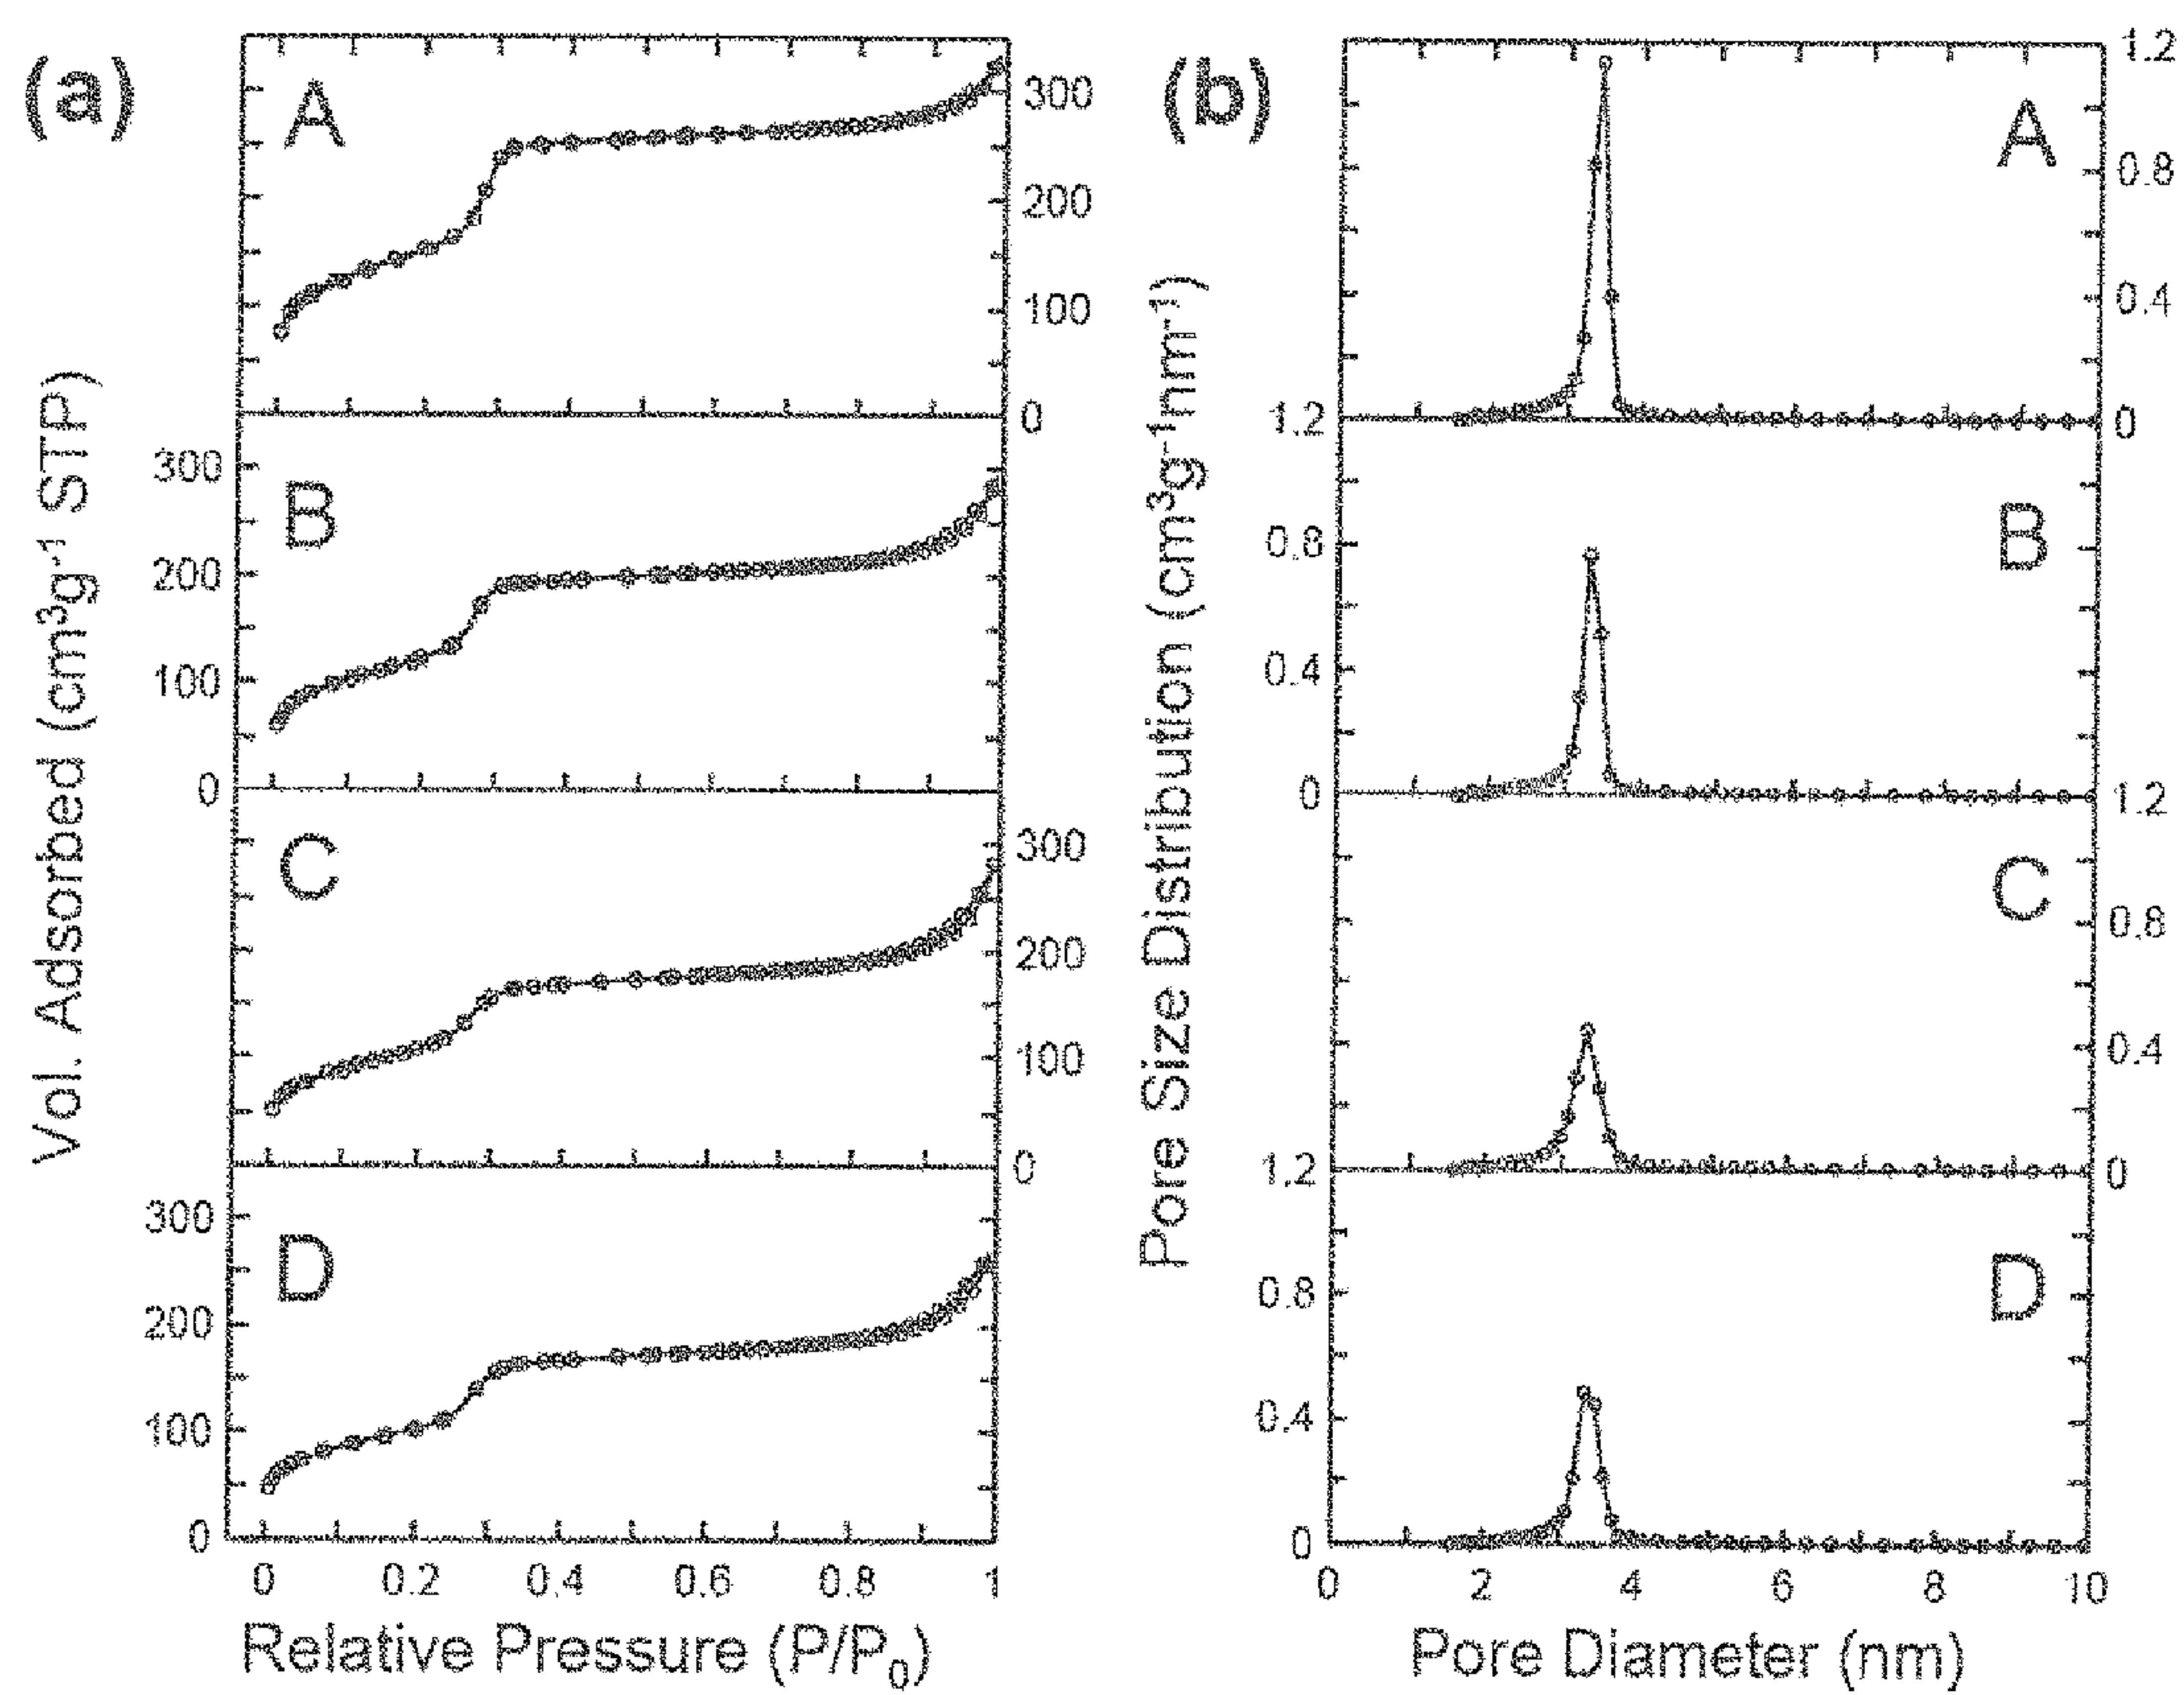 (a)
A
300
200
100
0
Vol. Adsorbed (cm³g⁻¹ STP)
300
B
200
100
0
C
300
200
100
0
300
D
200
100
0
0 0.2 0.4 0.6 0.8 1
Relative Pressure (P/P₀)
(b)
1.2
A
0.8
0.4
1.2
0
Pore Size Distribution (cm³g⁻¹nm⁻¹)
B
0.8
0.4
0
1.2
C
0.8
0.4
1.2
0
D
0.8
0.4
0
0 2 4 6 8 10
Pore Diameter (nm)